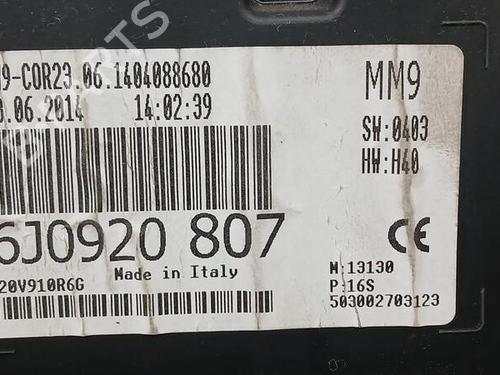 9-COR23.06.1404088680
.06.2014 14:02:39
MM9
SW:0403
HW:H40
6J0920 807
CE
Made in Italy
20V910R6G
M:13130
P:16S
503002703123